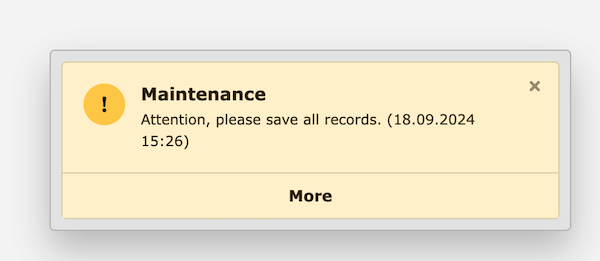 !
Maintenance
×
Attention, please save all records. (18.09.2024
15:26)
More